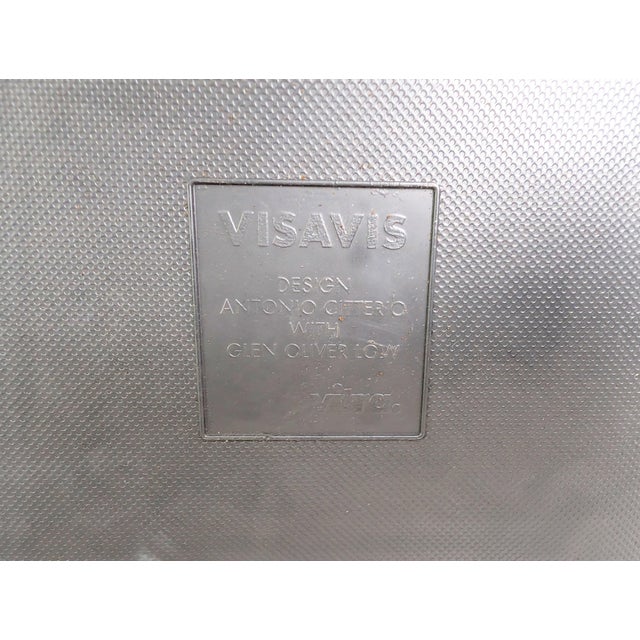 VISAVIS
DESIGN
ANTONIO CITTERIO
WITH
GLEN OLIVER LÖW
vitra.